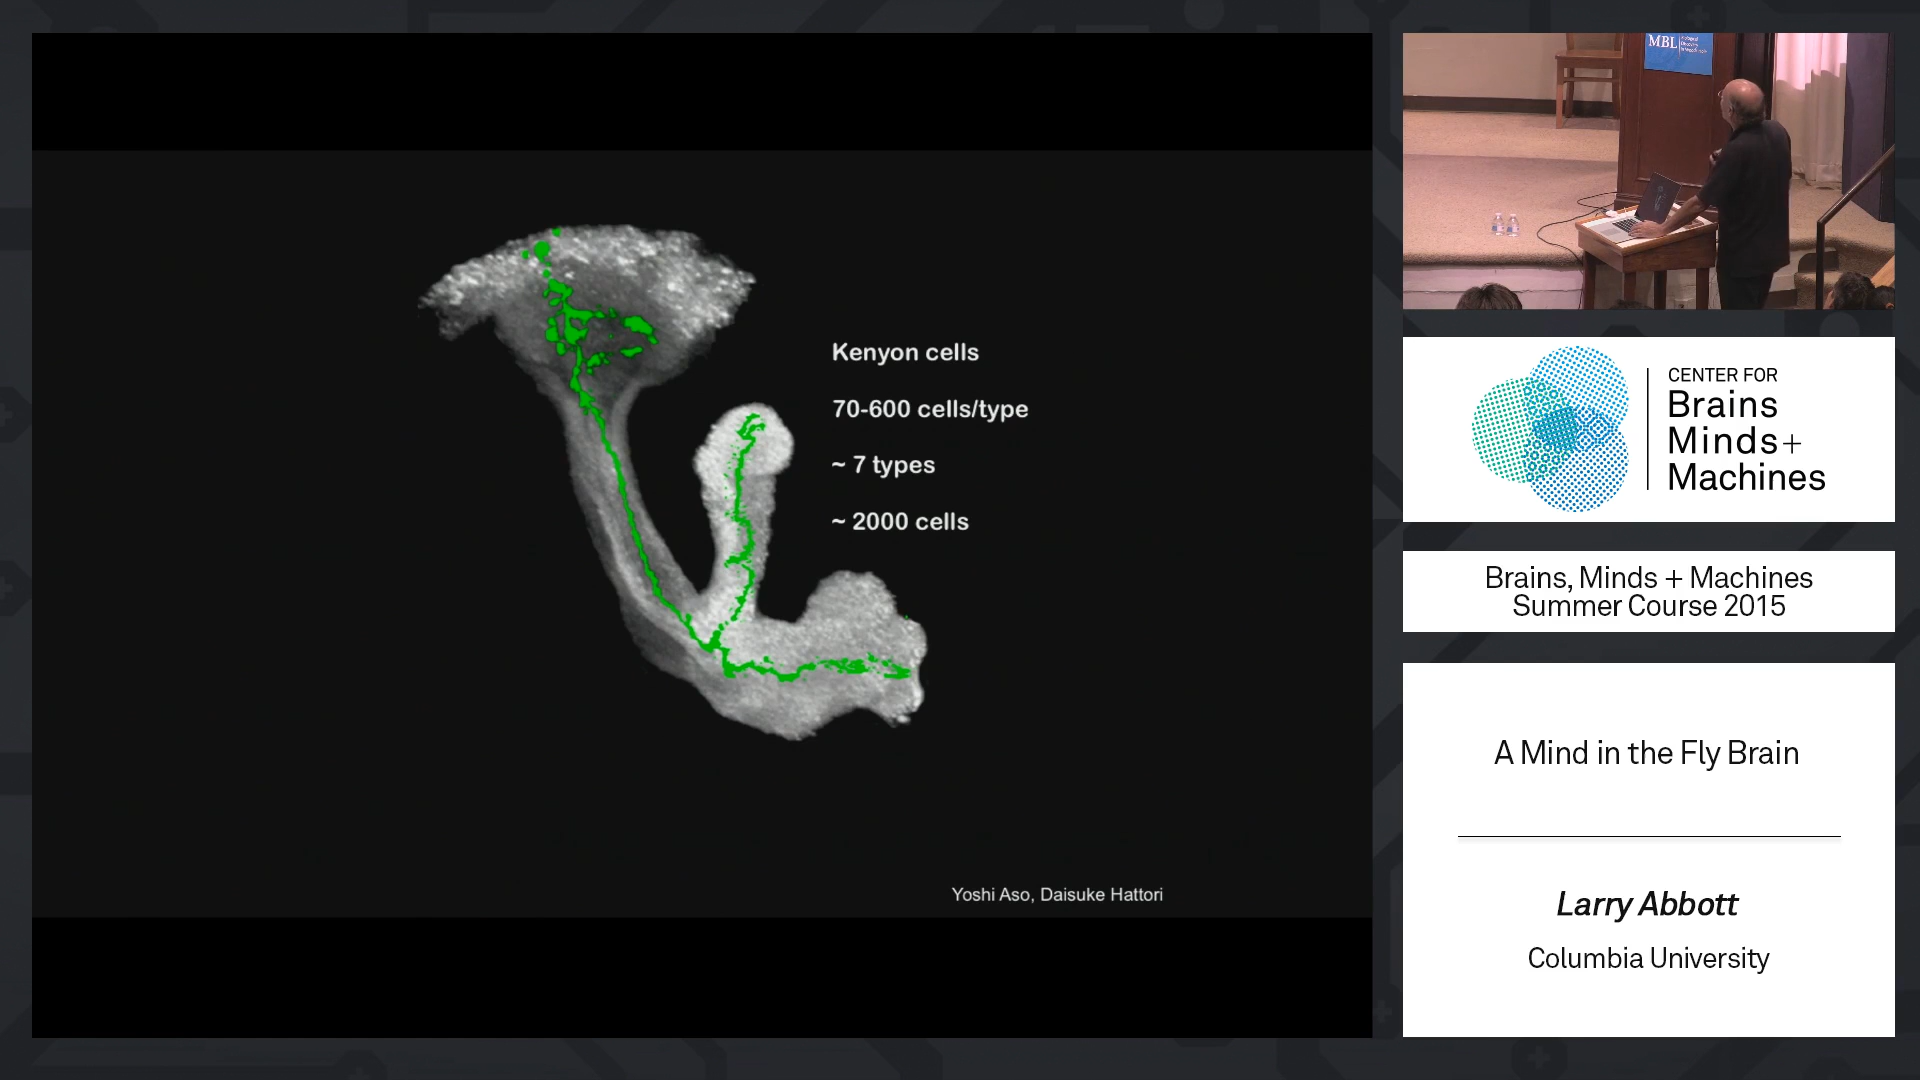 Kenyon cells
70-600 cells/type
~ 7 types
~ 2000 cells
Yoshi Aso, Daisuke Hattori
MBL
CENTER FOR
Brains
Minds+
Machines
Brains, Minds + Machines
Summer Course 2015
A Mind in the Fly Brain
Larry Abbott
Columbia University